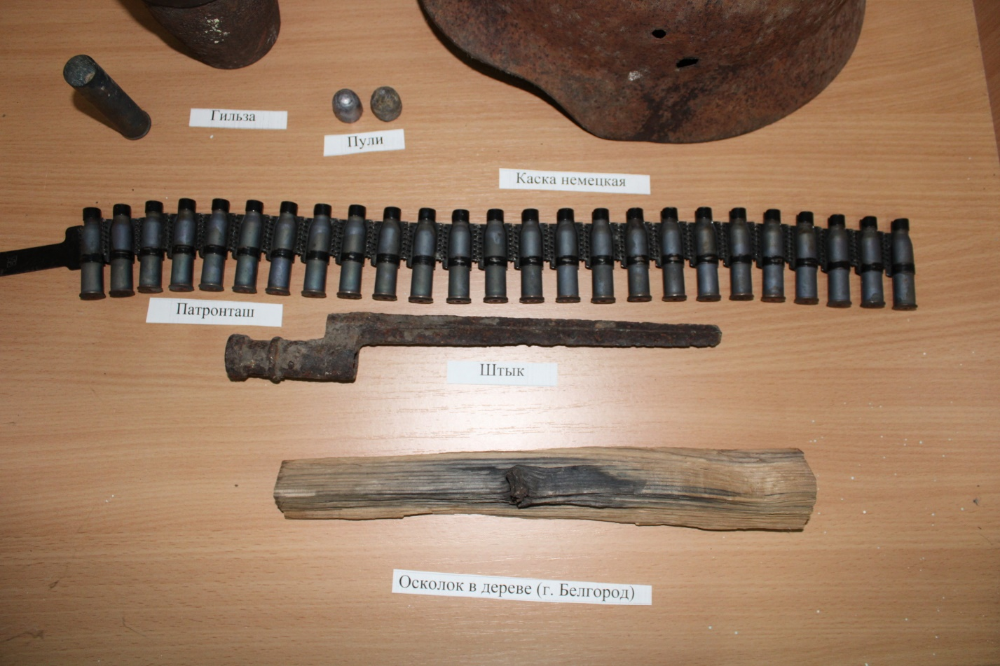 Гильза
Пули
Каска немецкая
Патронташ
Штык
Осколок в дереве (г. Белгород)